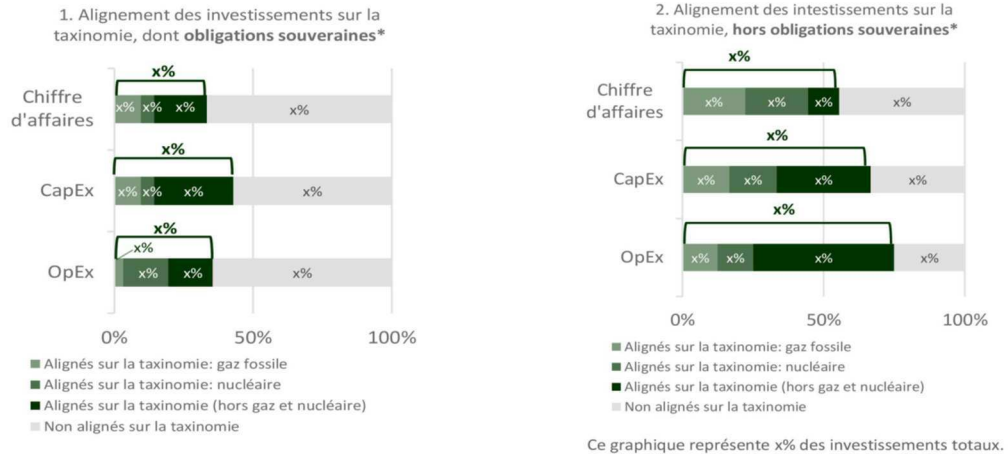 1. Alignement des investissements sur la
taxinomie, dont obligations souveraines*
x%
Chiffre
d'affaires
x% x% x% x%
x%
CapEx
x% x% x% x%
x%
x%
OpEx
x% x% x%
0% 50% 100%
Alignés sur la taxinomie: gaz fossile
Alignés sur la taxinomie: nucléaire
Alignés sur la taxinomie (hors gaz et nucléaire)
Non alignés sur la taxinomie
2. Alignement des intestissements sur la
taxinomie, hors obligations souveraines*
x%
Chiffre
d'affaires
x% x% x% x%
x%
CapEx
x% x% x% x%
x%
OpEx
x% x% x% x%
0% 50% 100%
Alignés sur la taxinomie: gaz fossile
Alignés sur la taxinomie: nucléaire
Alignés sur la taxinomie (hors gaz et nucléaire)
Non alignés sur la taxinomie
Ce graphique représente x% des investissements totaux.